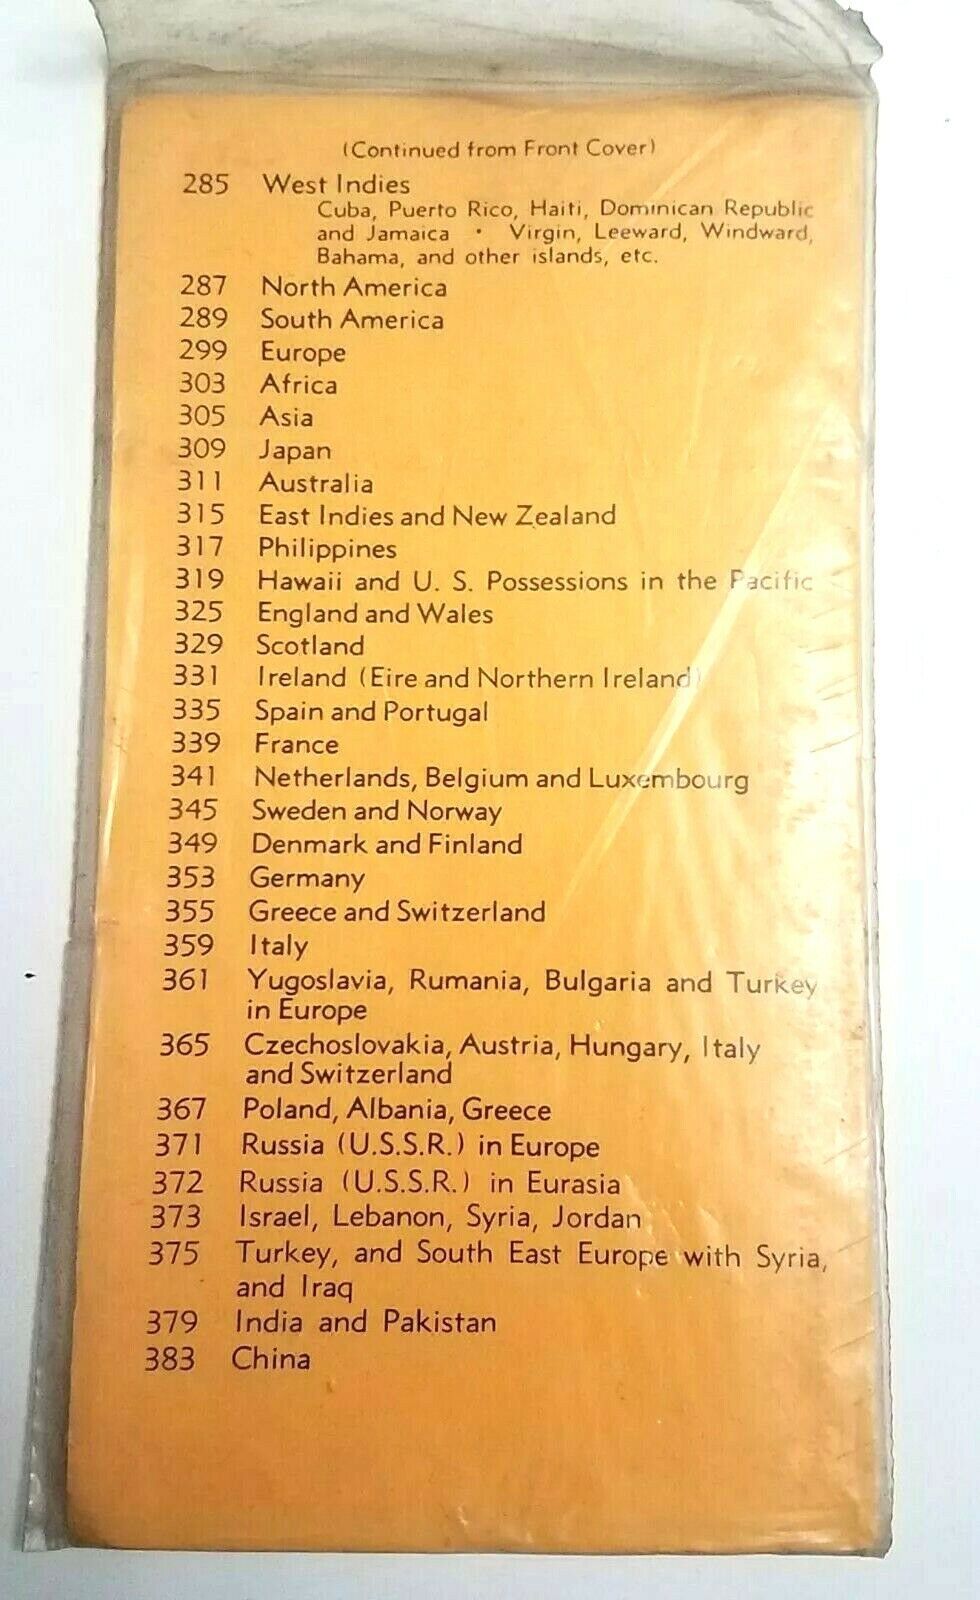 (Continued from Front Cover)
285 West Indies
Cuba, Puerto Rico, Haiti, Dominican Republic
and Jamaica • Virgin, Leeward, Windward,
Bahama, and other islands, etc.
287 North America
289 South America
299 Europe
303 Africa
305 Asia
309 Japan
311 Australia
315 East Indies and New Zealand
317 Philippines
319 Hawaii and U. S. Possessions in the Pacific
325 England and Wales
329 Scotland
331 Ireland (Eire and Northern Ireland)
335 Spain and Portugal
339 France
341 Netherlands, Belgium and Luxembourg
345 Sweden and Norway
349 Denmark and Finland
353 Germany
355 Greece and Switzerland
359 Italy
361 Yugoslavia, Rumania, Bulgaria and Turkey
in Europe
365 Czechoslovakia, Austria, Hungary, Italy
and Switzerland
367 Poland, Albania, Greece
371 Russia (U.S.S.R.) in Europe
372 Russia (U.S.S.R.) in Eurasia
373 Israel, Lebanon, Syria, Jordan
375 Turkey, and South East Europe with Syria,
and Iraq
379 India and Pakistan
383 China